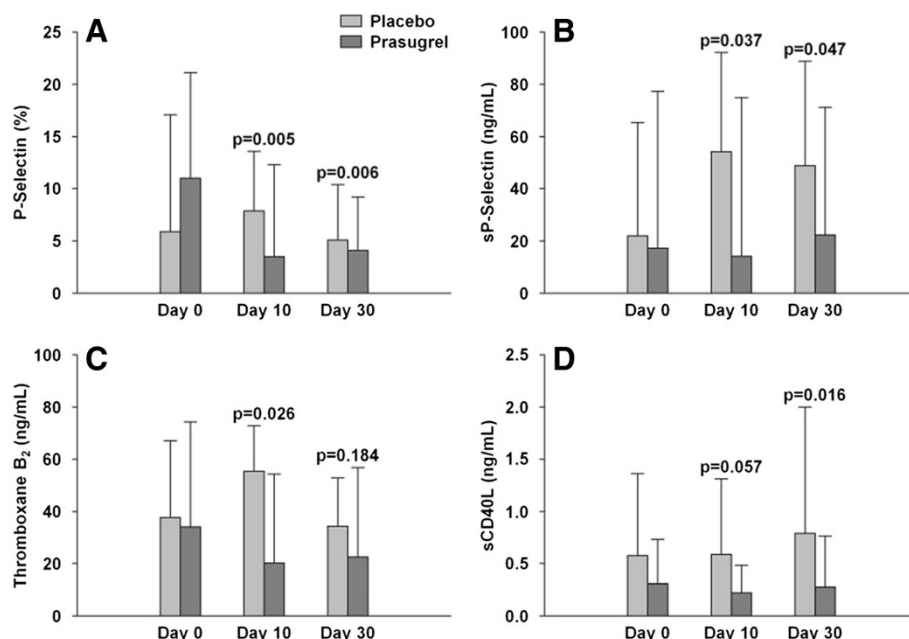 A
Placebo
Prasugrel
P-Selectin (%)
25
20
15
10
5
0
p=0.005
p=0.006
Day 0 Day 10 Day 30
B
sP-Selectin (ng/mL)
100
80
60
40
20
0
p=0.037
p=0.047
Day 0 Day 10 Day 30
C
Thromboxane B₂ (ng/mL)
100
80
60
40
20
0
p=0.026
p=0.184
Day 0 Day 10 Day 30
D
sCD40L (ng/mL)
2.5
2.0
1.5
1.0
0.5
0.0
p=0.057
p=0.016
Day 0 Day 10 Day 30